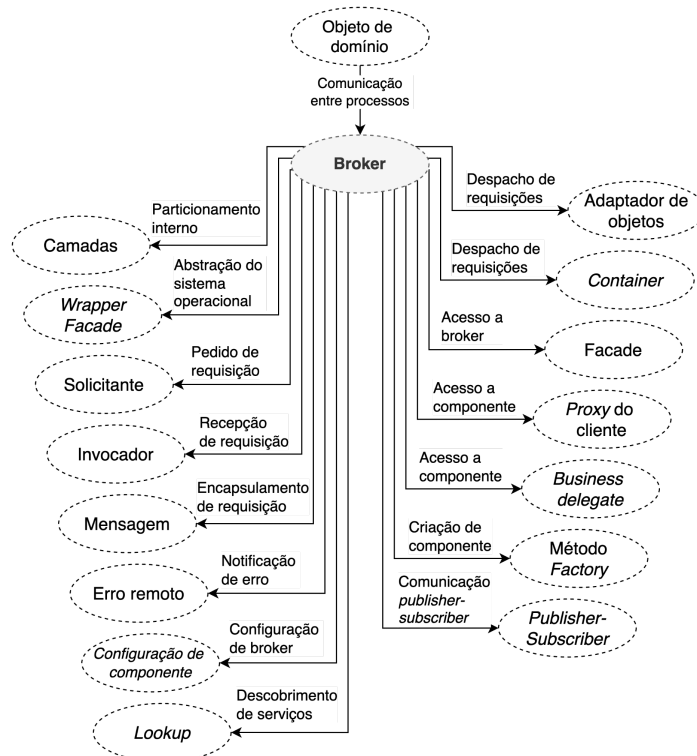 Objeto de
domínio
Comunicação
entre processos
Broker
Particionamento
interno
Camadas
Abstração do
sistema
operacional
Wrapper
Facade
Pedido de
requisição
Solicitante
Recepção
de requisição
Invocador
Encapsulamento
de requisição
Mensagem
Notificação
de erro
Erro remoto
Configuração
de broker
Configuração de
componente
Descobrimento
de serviços
Lookup
Despacho de
requisições
Adaptador de
objetos
Despacho de
requisições
Container
Acesso a
broker
Facade
Acesso a
componente
Proxy do
cliente
Acesso a
componente
Business
delegate
Criação de
componente
Método
Factory
Comunicação
publisher-
subscriber
Publisher-
Subscriber